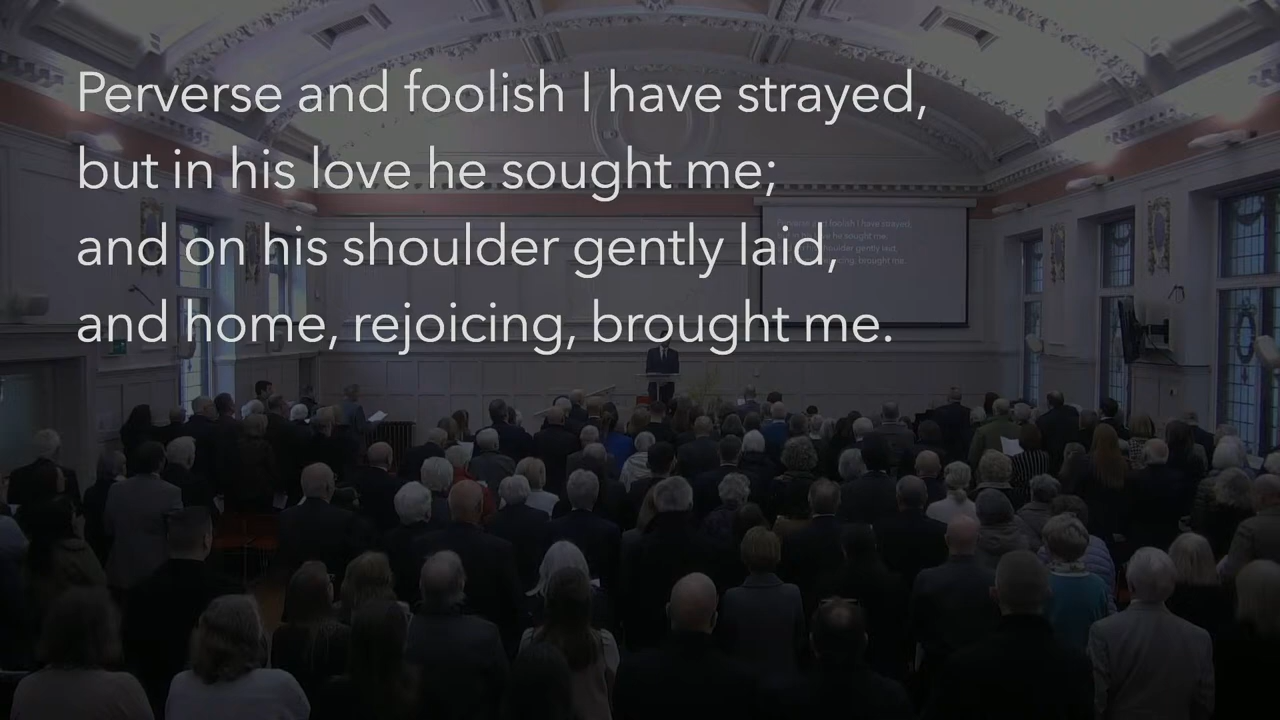 Perverse and foolish I have strayed,
but in his love he sought me;
and on his shoulder gently laid,
and home, rejoicing, brought me.